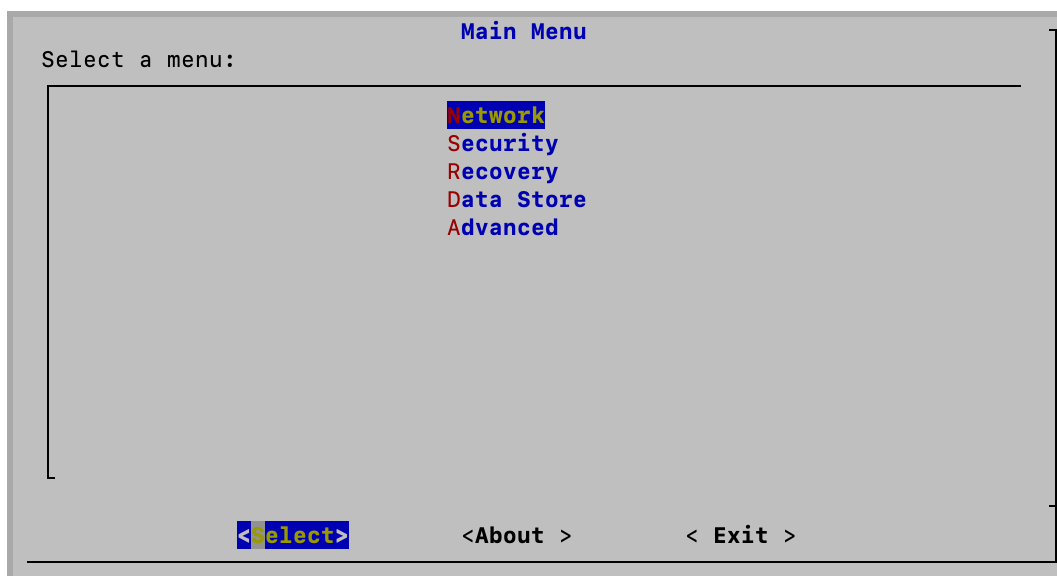 Main Menu
Select a menu:
Network
Security
Recovery
Data Store
Advanced
<Select> <About > < Exit >